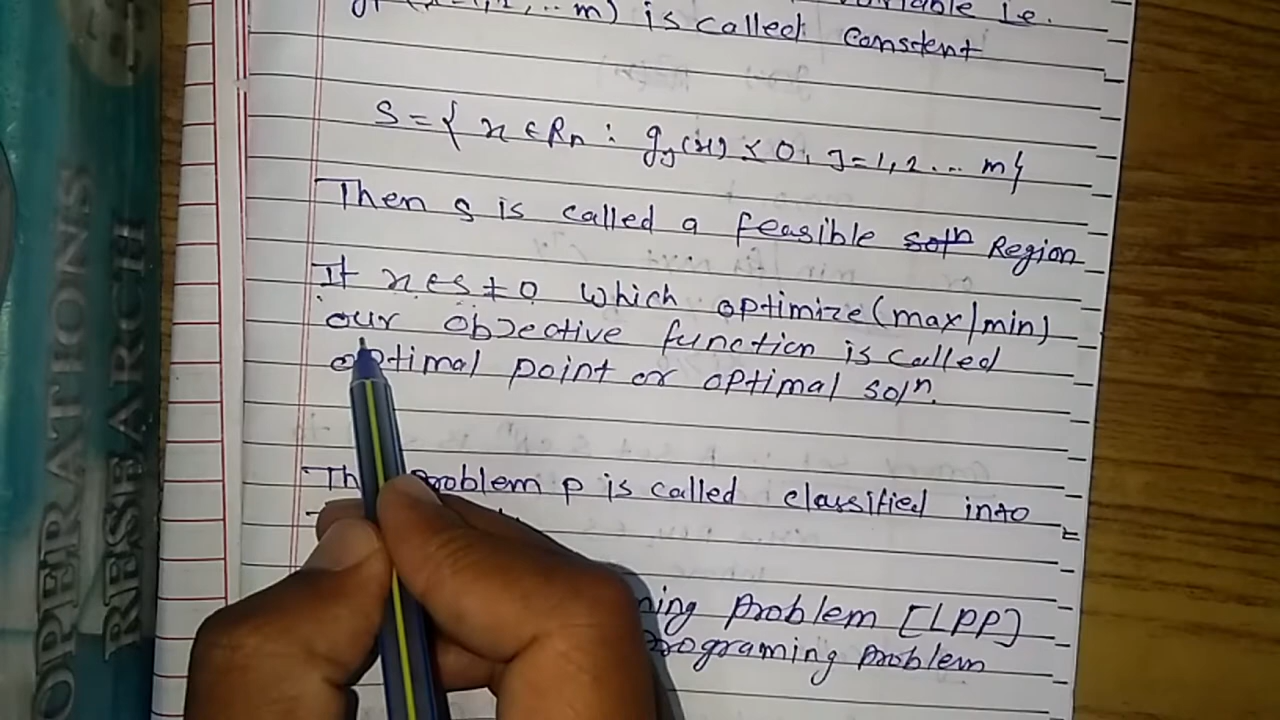 (x=1,2,... m) is called constent
S={ x ∈ Rn : gj(x) ≤ 0, j=1,2... m}
Then s is called a feasible soln Region
If x ∈ s ≠ 0 which optimize(max/min)
our objective function is called
optimal point or optimal soln.
problem p is called classified into
problem [LPP]
programing problem
OPERATIONS
RESEARCH